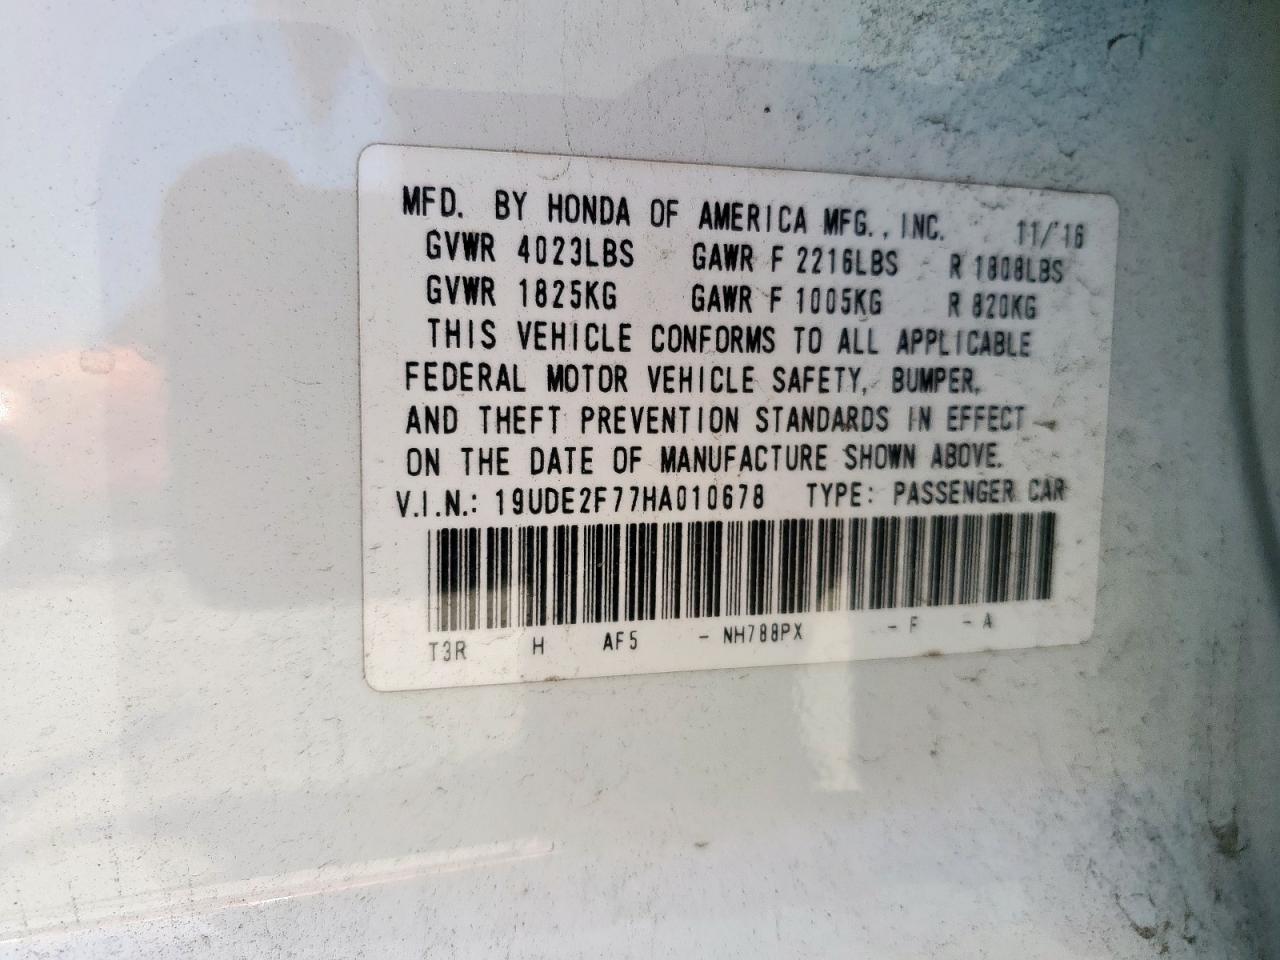 MFD. BY HONDA OF AMERICA MFG., INC. 11/'16
GVWR 4023LBS GAWR F 2216LBS R 1808LBS
GVWR 1825KG GAWR F 1005KG R 820KG
THIS VEHICLE CONFORMS TO ALL APPLICABLE
FEDERAL MOTOR VEHICLE SAFETY, BUMPER,
AND THEFT PREVENTION STANDARDS IN EFFECT
ON THE DATE OF MANUFACTURE SHOWN ABOVE.
V.I.N.: 19UDE2F77HA010678 TYPE: PASSENGER CAR
T3R H AF5 - NH788PX - F - A